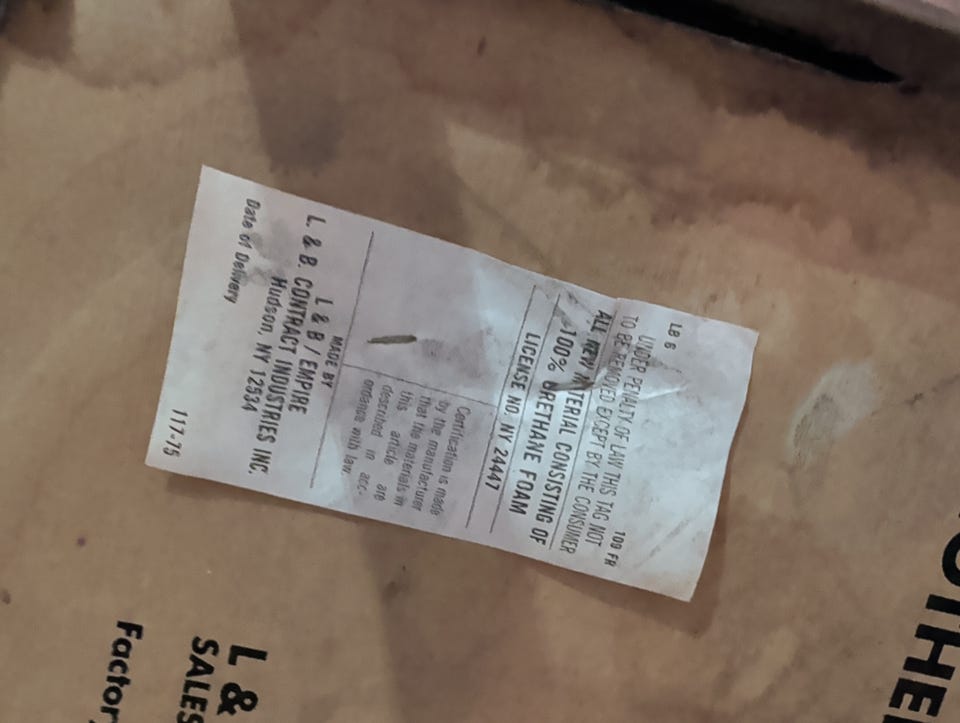 LB 6
109 FR
UNDER PENALTY OF LAW THIS TAG NOT
TO BE REMOVED EXCEPT BY THE CONSUMER
ALL NEW MATERIAL CONSISTING OF
100% URETHANE FOAM
LICENSE NO. NY 24447
Certification is made
by the manufacturer
that the materials in
this article are
described in acc-
ordance with law.
MADE BY
L & B / EMPIRE
L. & B. CONTRACT INDUSTRIES INC.
Hudson, NY 12534
Date of Delivery
117-75
OTHE
L &
SALES
Factor